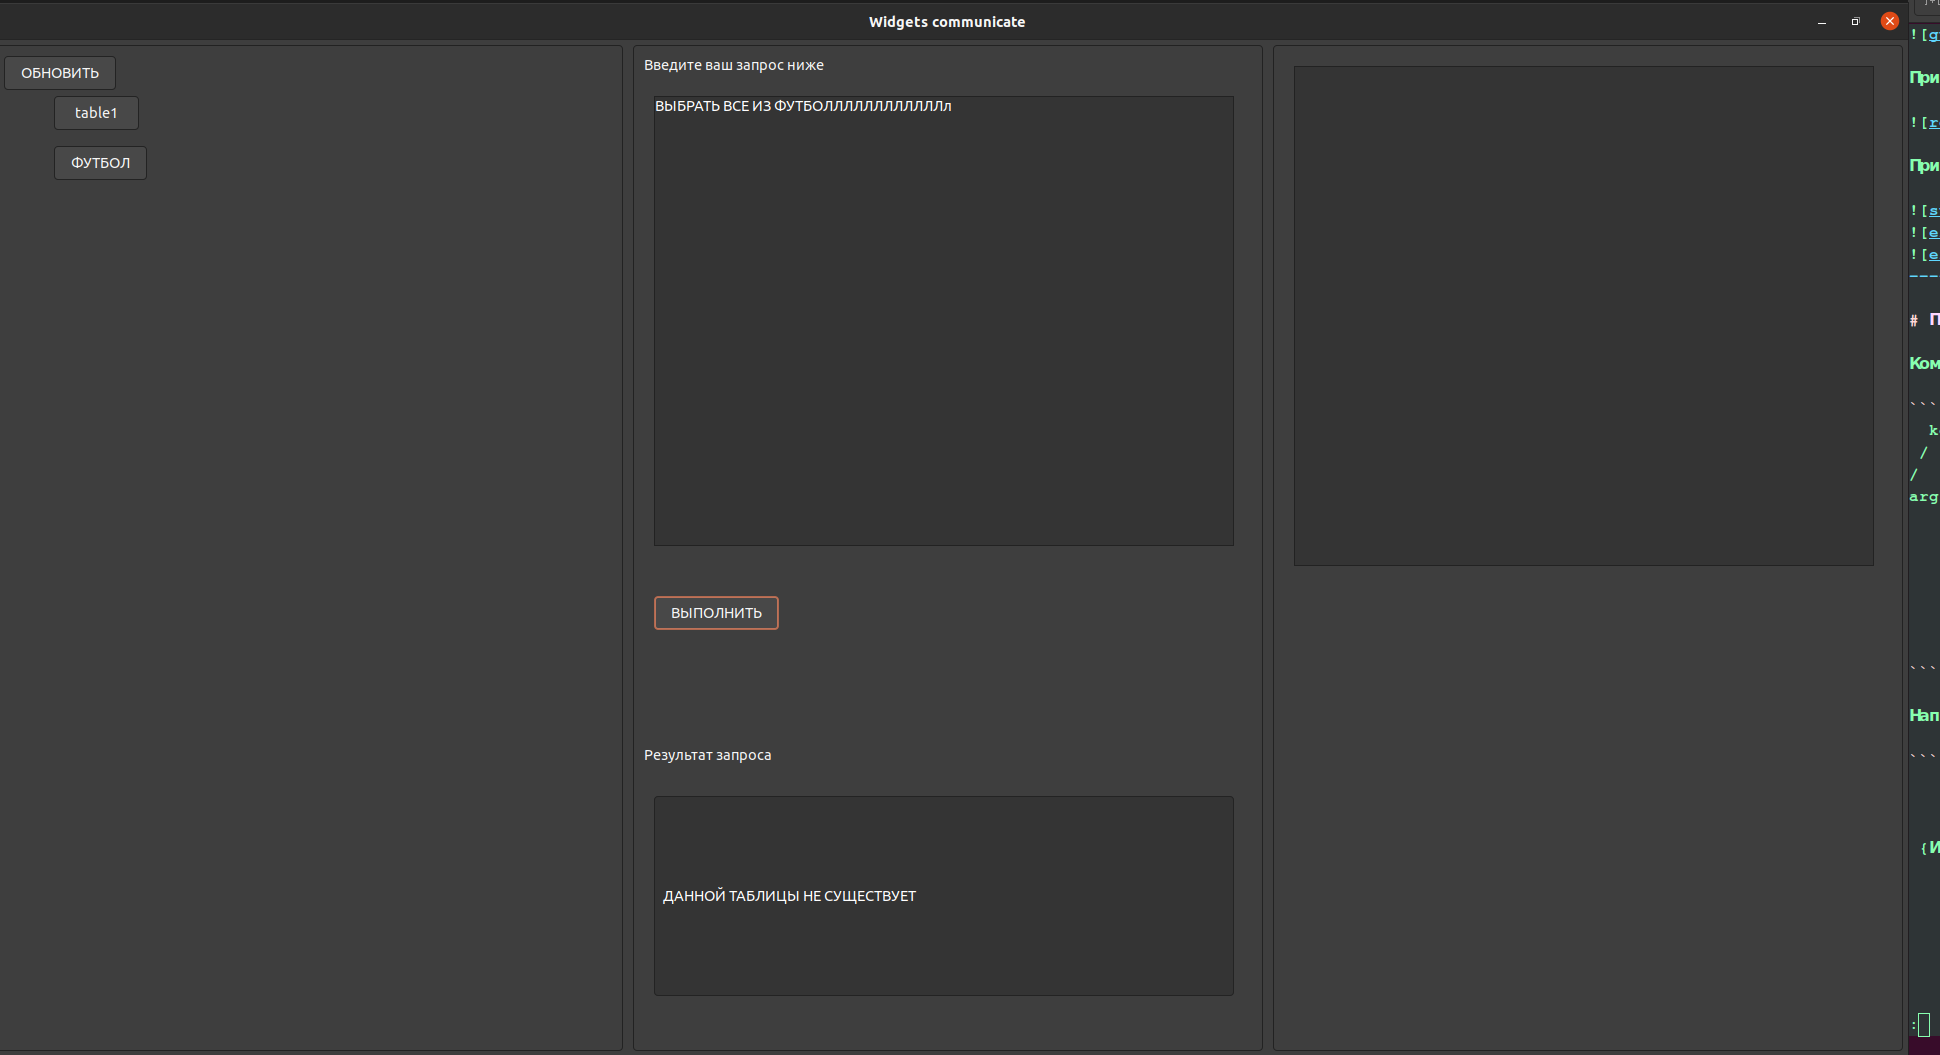 Widgets communicate
ОБНОВИТЬ
table1
ФУТБОЛ
Введите ваш запрос ниже
ВЫБРАТЬ ВСЕ ИЗ ФУТБОЛЛЛЛЛЛЛЛЛЛЛЛл
ВЫПОЛНИТЬ
Результат запроса
ДАННОЙ ТАБЛИЦЫ НЕ СУЩЕСТВУЕТ
![g
При
![r
При
![s
![e
![e
---
# П
Ком
```
k
/
/
arg
```
Нап
```
{И
: